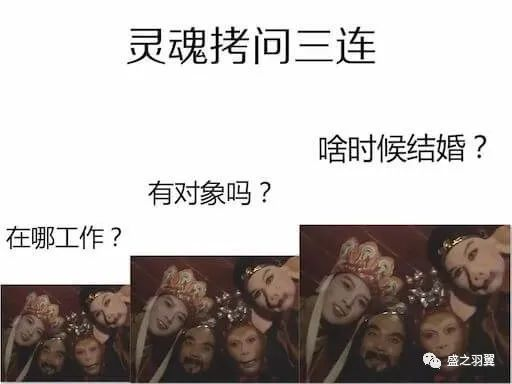 灵魂拷问三连
啥时候结婚？
有对象吗？
在哪工作？
盛之羽翼